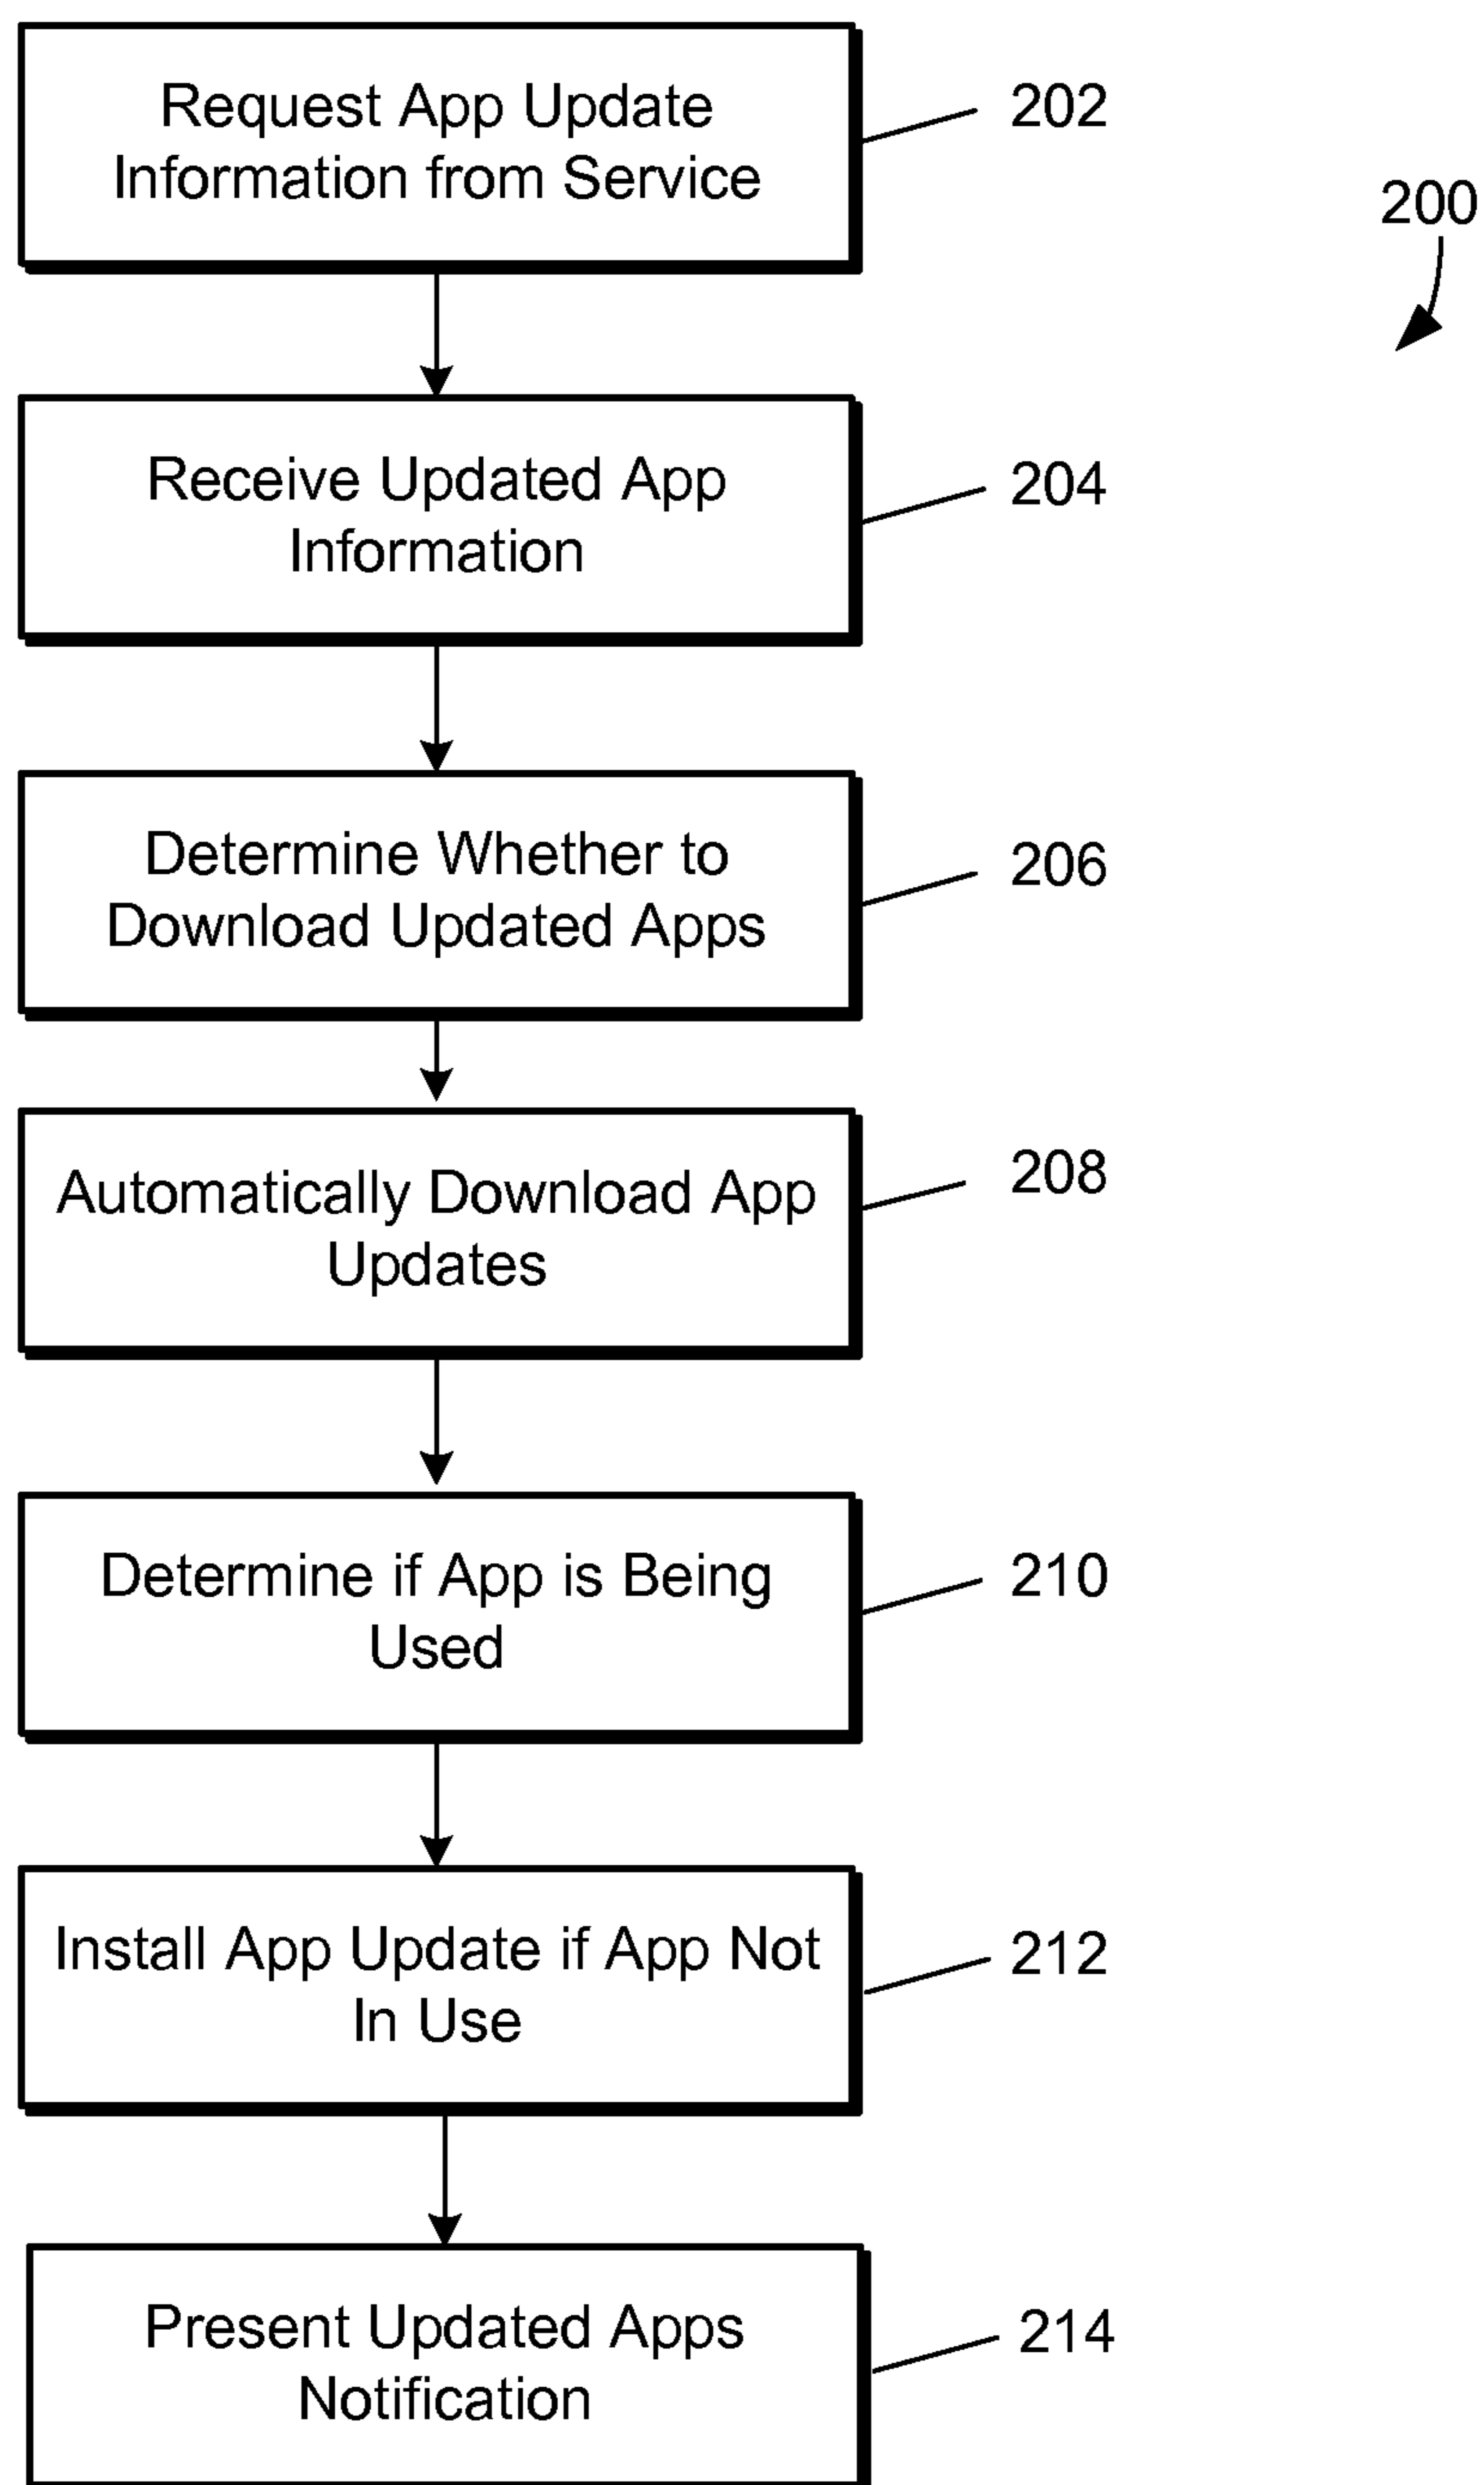 Request App Update
Information from Service
202
200
Receive Updated App
Information
204
Determine Whether to
Download Updated Apps
206
Automatically Download App
Updates
208
Determine if App is Being
Used
210
Install App Update if App Not
In Use
212
Present Updated Apps
Notification
214